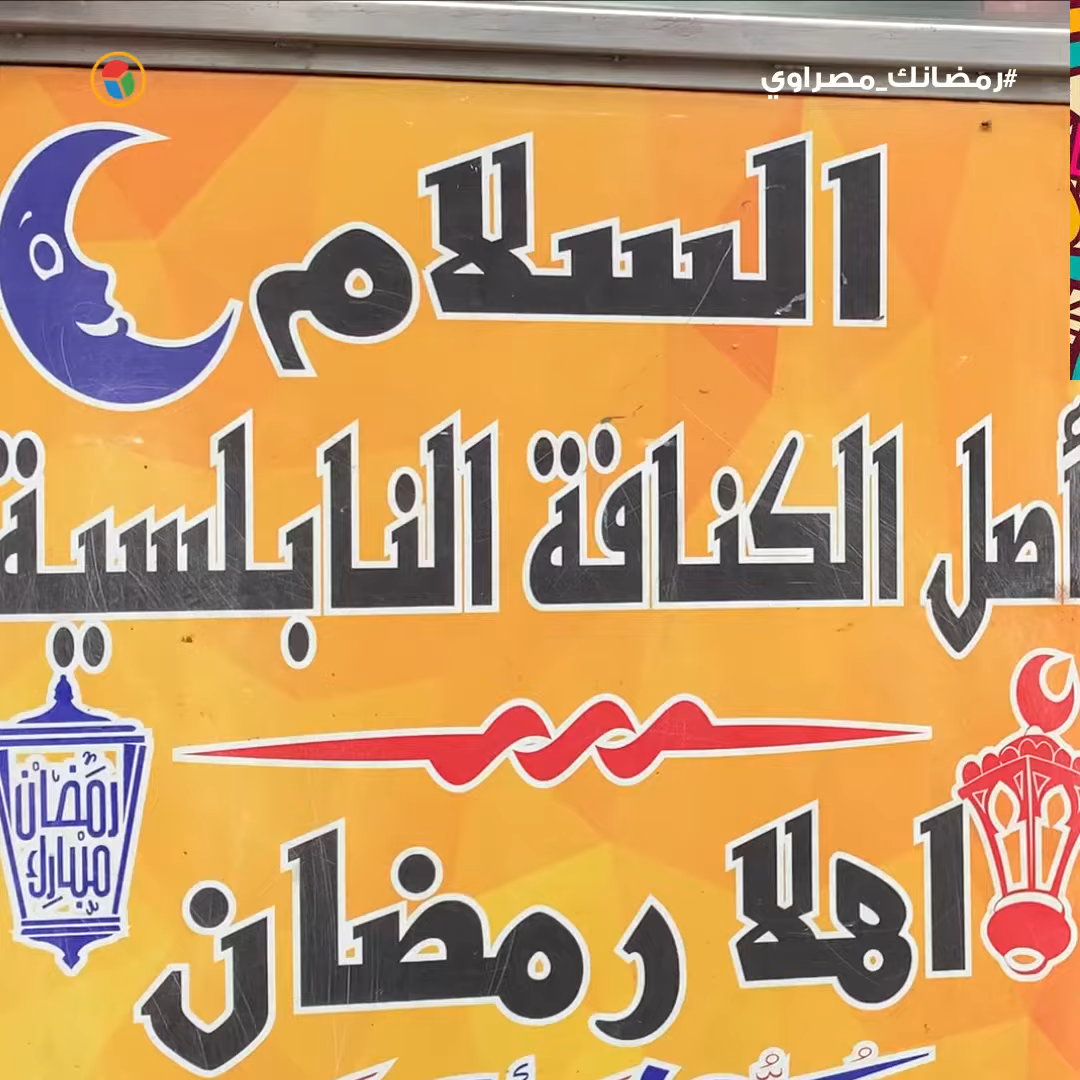 #رمضانك_مصراوي
السلام
أصل الكنافة النابلسية
رمضان
مبارك
اهلا رمضان